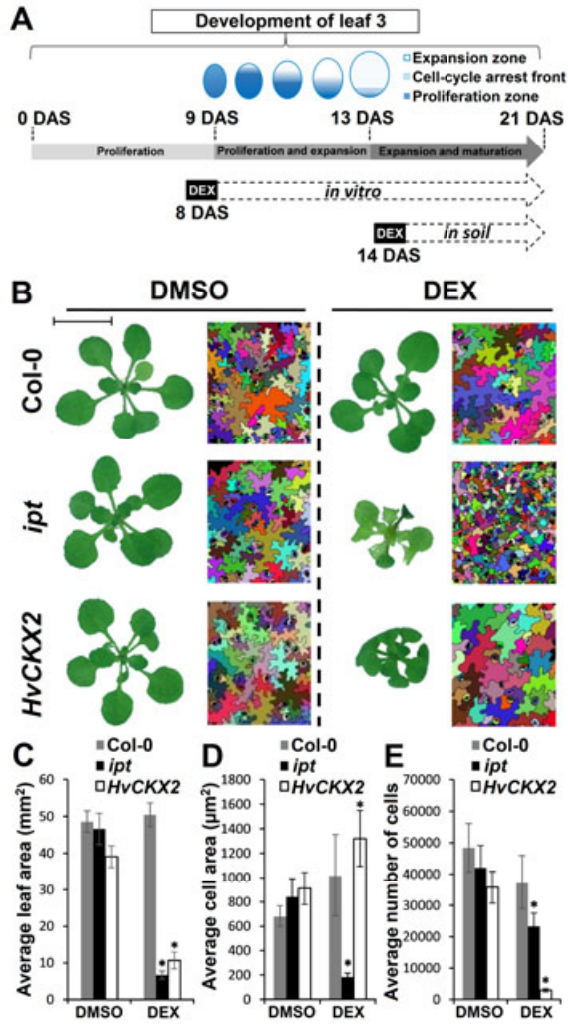 A
Development of leaf 3
Expansion zone
Cell-cycle arrest front
Proliferation zone
0 DAS 9 DAS 13 DAS 21 DAS
Proliferation Proliferation and expansion Expansion and maturation
DEX in vitro
8 DAS
DEX in soil
14 DAS
B
DMSO DEX
Col-0
ipt
HvCKX2
C
Col-0
ipt
HvCKX2
Average leaf area (mm²)
60
50
40
30
20
10
0
* *
DMSO DEX
D
Col-0
ipt
HvCKX2
Average cell area (µm²)
1800
1600
1400
1200
1000
800
600
400
200
0
* *
DMSO DEX
E
Col-0
ipt
HvCKX2
Average number of cells
70000
60000
50000
40000
30000
20000
10000
0
* *
DMSO DEX